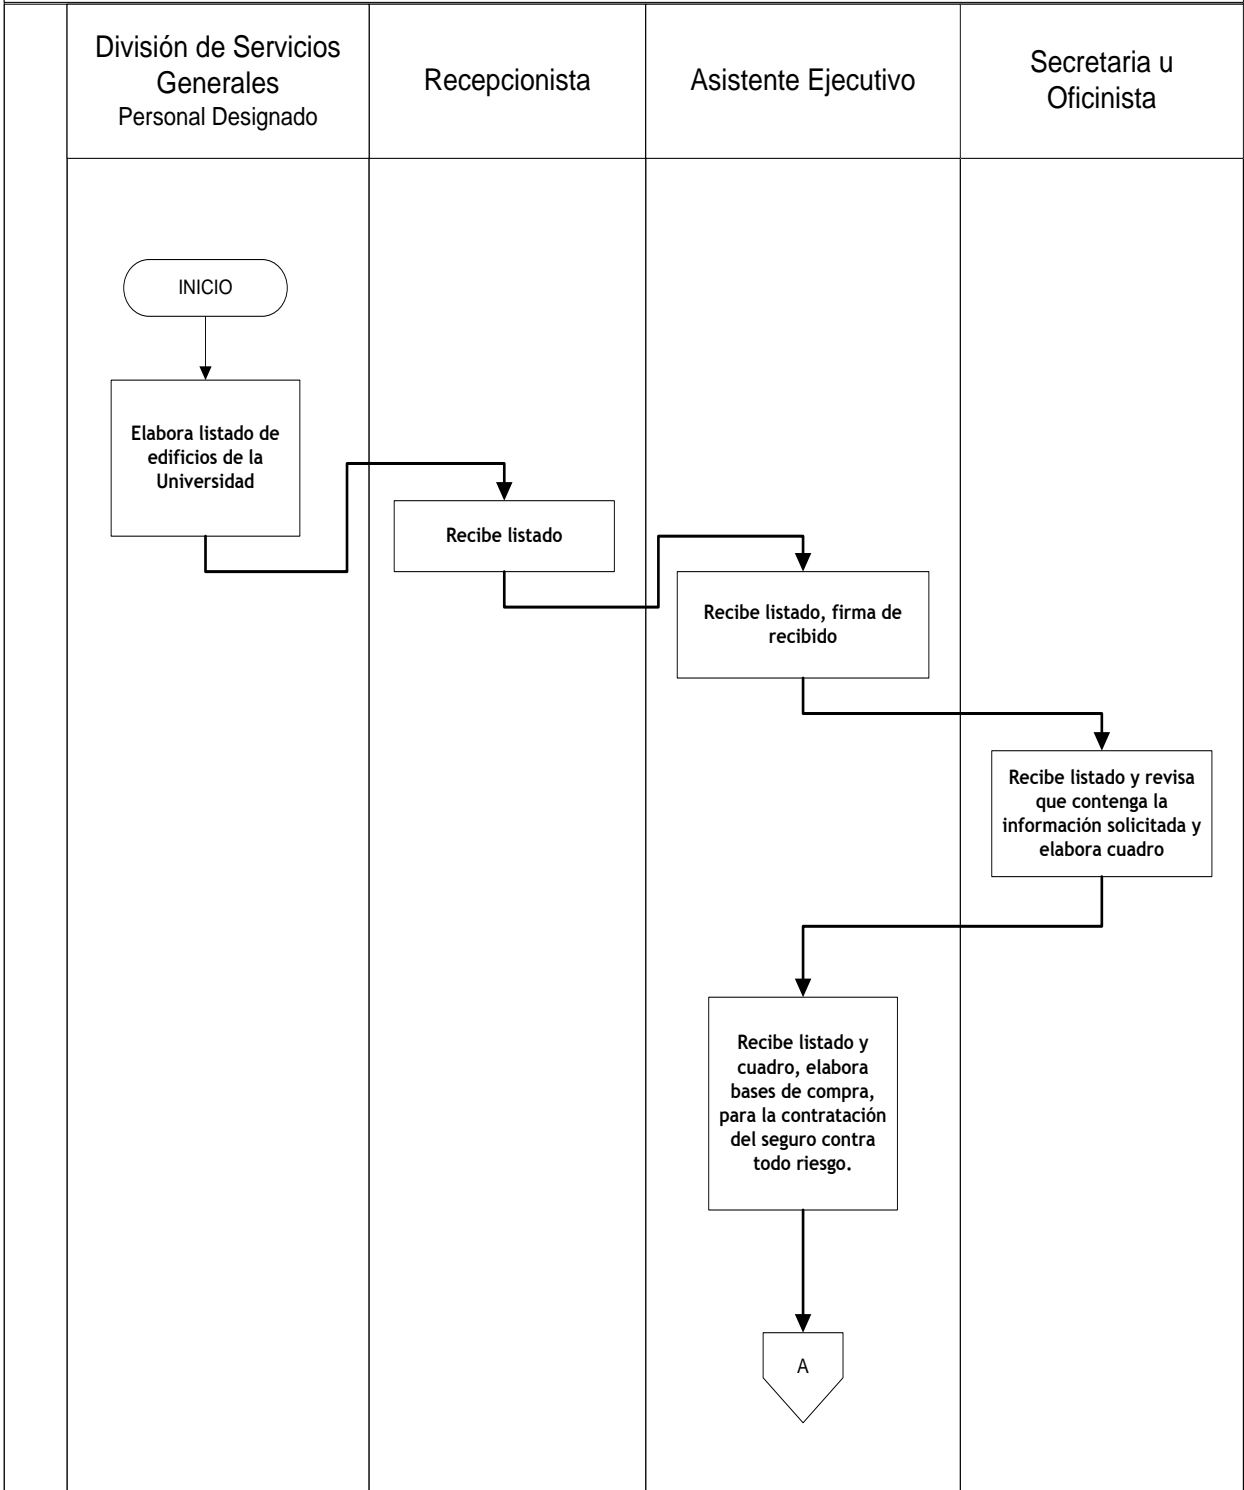 División de Servicios
Generales
Personal Designado
Recepcionista
Asistente Ejecutivo
Secretaria u
Oficinista
INICIO
Elabora listado de
edificios de la
Universidad
Recibe listado
Recibe listado, firma de
recibido
Recibe listado y revisa
que contenga la
información solicitada y
elabora cuadro
Recibe listado y
cuadro, elabora
bases de compra,
para la contratación
del seguro contra
todo riesgo.
A